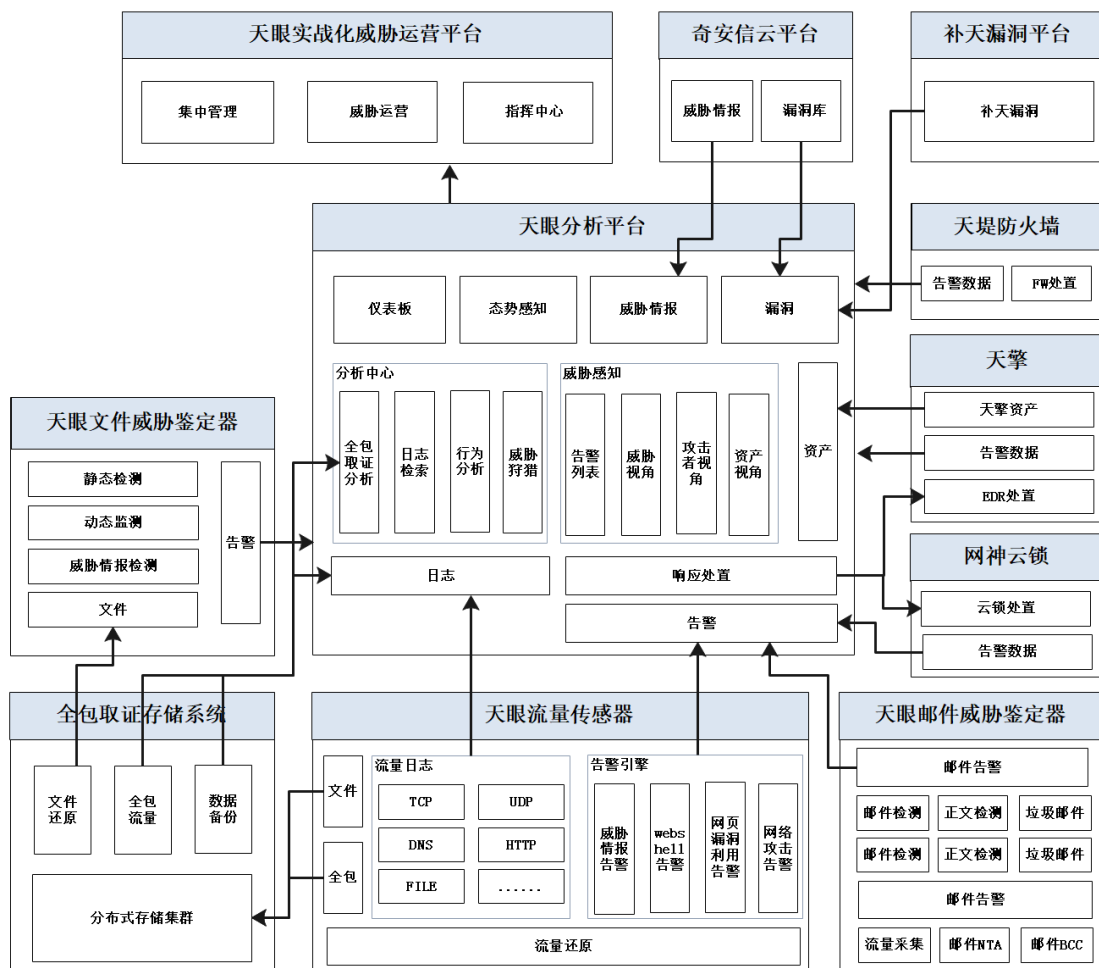 天眼实战化威胁运营平台
集中管理
威胁运营
指挥中心
奇安信云平台
威胁情报
漏洞库
补天漏洞平台
补天漏洞
天眼分析平台
仪表板
态势感知
威胁情报
漏洞
分析中心
全包
取证
分析
日志
检索
行为
分析
威胁
狩猎
威胁感知
告警
列表
威胁
视角
攻击
者视
角
资产
视角
资产
日志
响应处置
告警
天堤防火墙
告警数据
FW处置
天擎
天擎资产
告警数据
EDR处置
网神云锁
云锁处置
告警数据
天眼文件威胁鉴定器
静态检测
动态监测
威胁情报检测
文件
告警
全包取证存储系统
文件
还原
全包
流量
数据
备份
分布式存储集群
天眼流量传感器
文件
全包
流量日志
TCP
UDP
DNS
HTTP
FILE
......
告警引擎
威胁
情报
告警
webs
hell
告警
网页
漏洞
利用
告警
网络
攻击
告警
流量还原
天眼邮件威胁鉴定器
邮件告警
邮件检测
正文检测
垃圾邮件
邮件检测
正文检测
垃圾邮件
邮件告警
流量采集
邮件NTA
邮件BCC